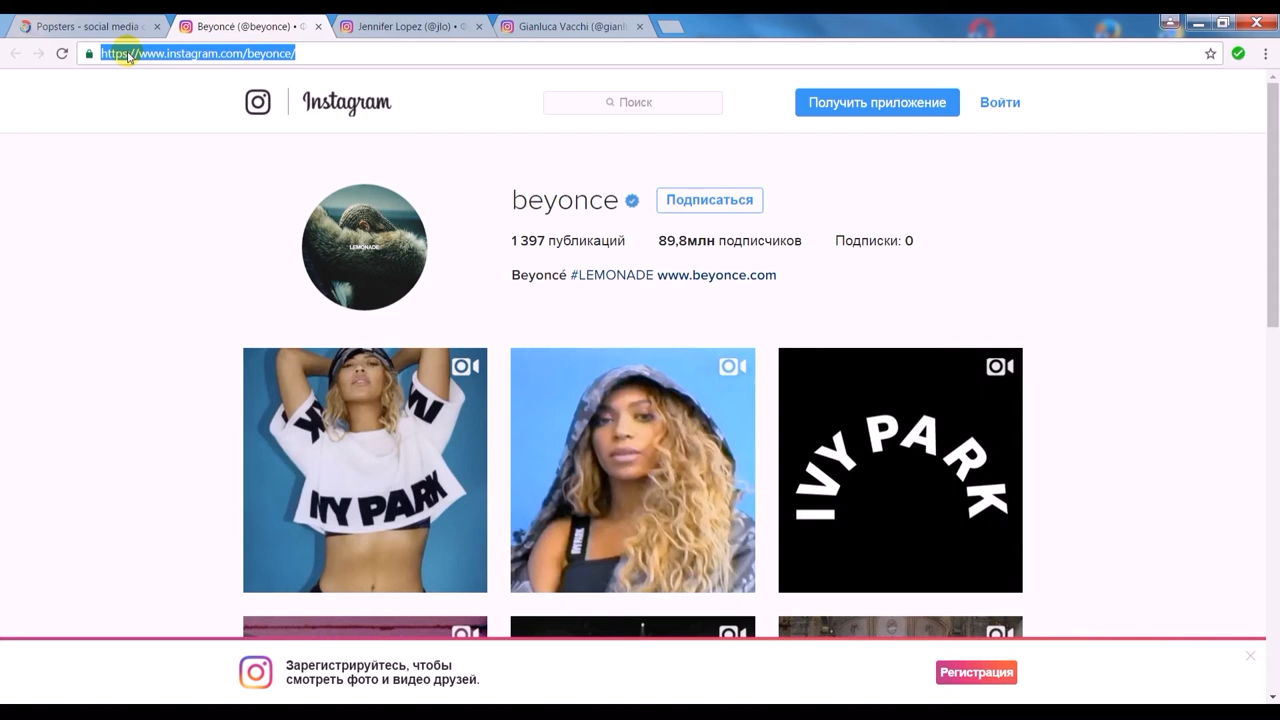 Popsters - social media
Beyoncé (@beyonce) •
Jennifer Lopez (@jlo) •
Gianluca Vacchi (@gianl
https://www.instagram.com/beyonce/
Instagram
Поиск
Получить приложение
Войти
beyonce
Подписаться
1 397 публикаций
89,8млн подписчиков
Подписки: 0
Beyoncé #LEMONADE www.beyonce.com
LEMONADE
IVY PARK
IVY PARK
IVY PARK
Зарегистрируйтесь, чтобы
смотреть фото и видео друзей.
Регистрация